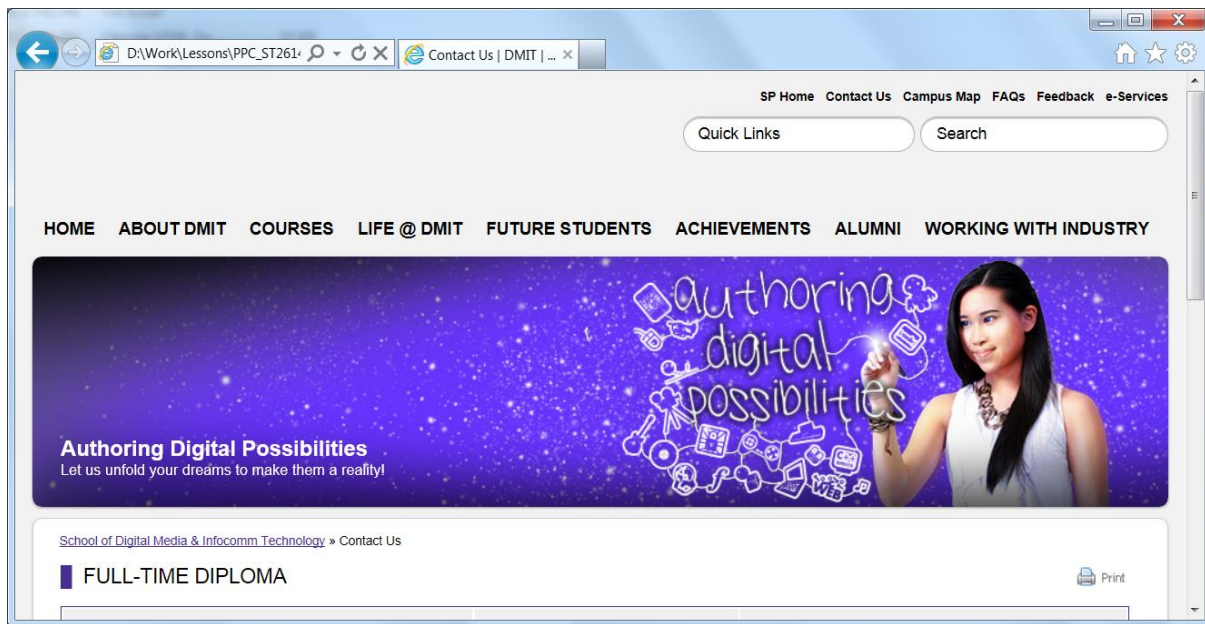 D:\Work\Lessons\PPC_ST261
Contact Us | DMIT | ...
SP Home Contact Us Campus Map FAQs Feedback e-Services
Quick Links Search
HOME ABOUT DMIT COURSES LIFE @ DMIT FUTURE STUDENTS ACHIEVEMENTS ALUMNI WORKING WITH INDUSTRY
authoring
digital
possibilities
WEB
Authoring Digital Possibilities
Let us unfold your dreams to make them a reality!
School of Digital Media & Infocomm Technology » Contact Us
FULL-TIME DIPLOMA
Print